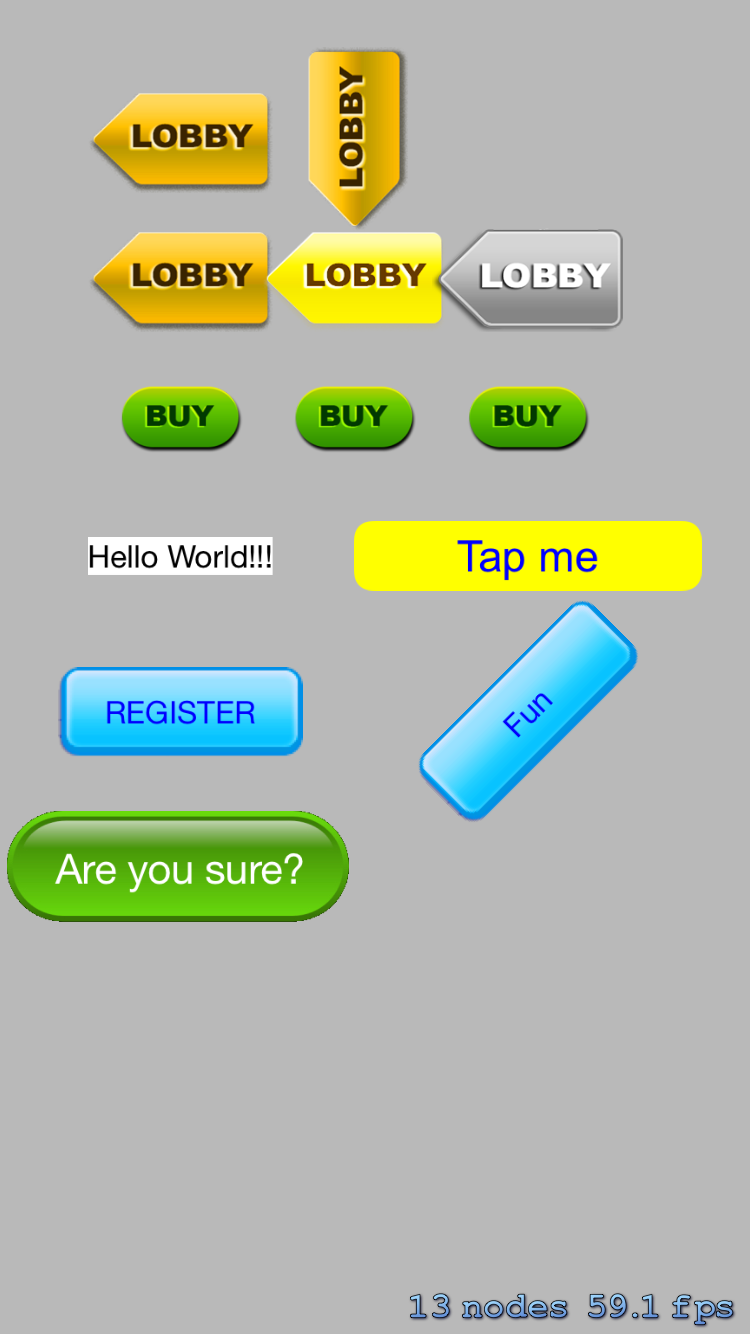 LOBBY
LOBBY
LOBBY LOBBY LOBBY
BUY BUY BUY
Hello World!!! Tap me
REGISTER Fun
Are you sure?
13 nodes 59.1 fps